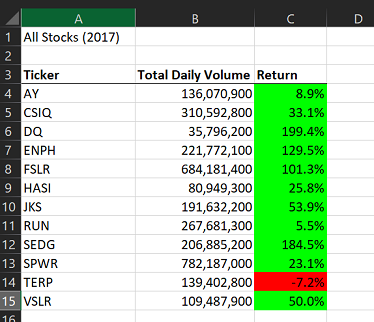 A B C D
1 All Stocks (2017)
2
3 Ticker Total Daily Volume Return
4 AY 136,070,900 8.9%
5 CSIQ 310,592,800 33.1%
6 DQ 35,796,200 199.4%
7 ENPH 221,772,100 129.5%
8 FSLR 684,181,400 101.3%
9 HASI 80,949,300 25.8%
10 JKS 191,632,200 53.9%
11 RUN 267,681,300 5.5%
12 SEDG 206,885,200 184.5%
13 SPWR 782,187,000 23.1%
14 TERP 139,402,800 -7.2%
15 VSLR 109,487,900 50.0%
16